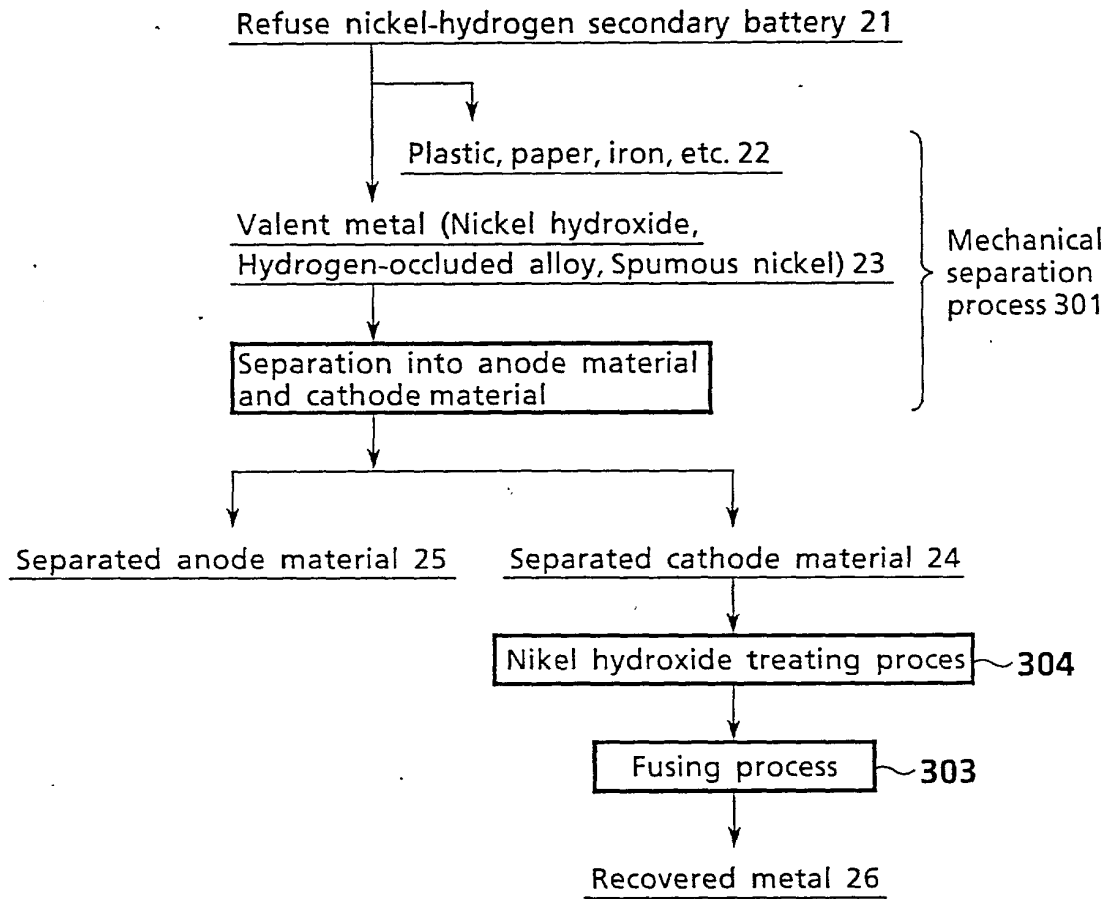 Refuse nickel-hydrogen secondary battery 21
Plastic, paper, iron, etc. 22
Valent metal (Nickel hydroxide,
Hydrogen-occluded alloy, Spumous nickel) 23
Mechanical
separation
process 301
Separation into anode material
and cathode material
Separated anode material 25
Separated cathode material 24
Nikel hydroxide treating proces
304
Fusing process
303
Recovered metal 26